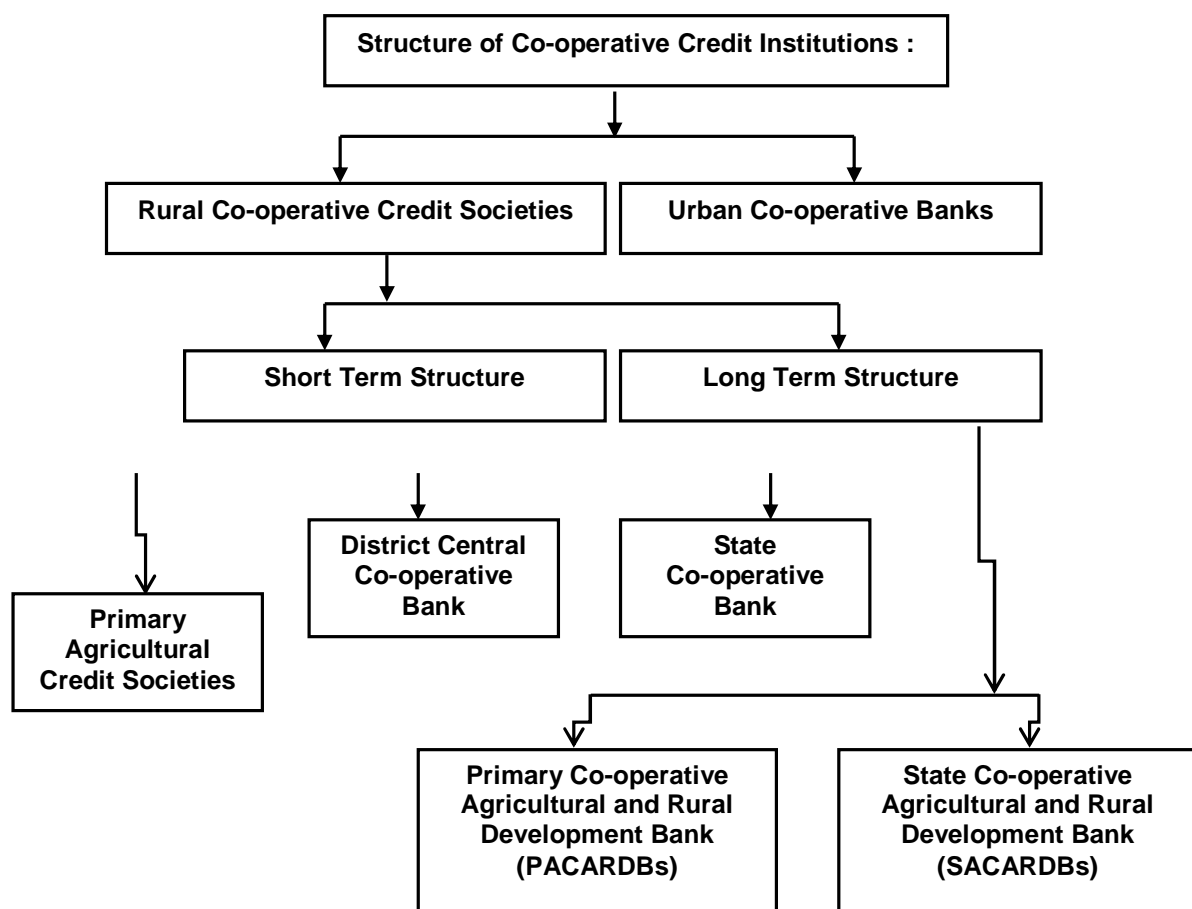 Structure of Co-operative Credit Institutions :
Rural Co-operative Credit Societies
Urban Co-operative Banks
Short Term Structure
Long Term Structure
District Central
Co-operative
Bank
State
Co-operative
Bank
Primary
Agricultural
Credit Societies
Primary Co-operative
Agricultural and Rural
Development Bank
(PACARDBs)
State Co-operative
Agricultural and Rural
Development Bank
(SACARDBs)